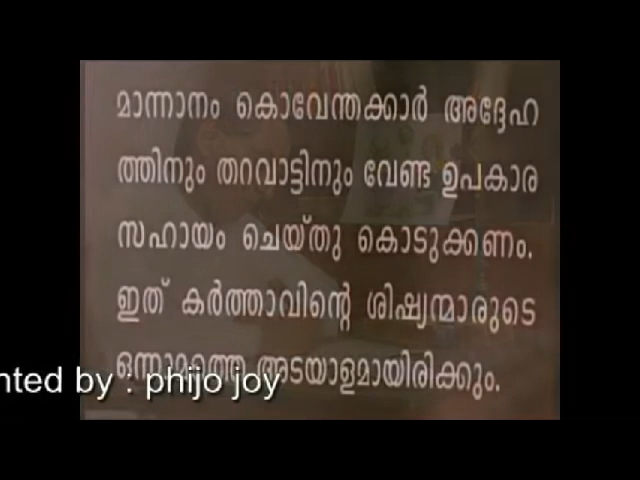 മാന്നാനം കൊവേന്തക്കാർ അദ്ദേഹ
ത്തിനും തറവാട്ടിനും വേണ്ട ഉപകാര
സഹായം ചെയ്തു കൊടുക്കണം.
ഇത് കർത്താവിന്റെ ശിഷ്യന്മാരുടെ
ഒന്നാമത്തെ അടയാളമായിരിക്കും.
nted by : phijo joy